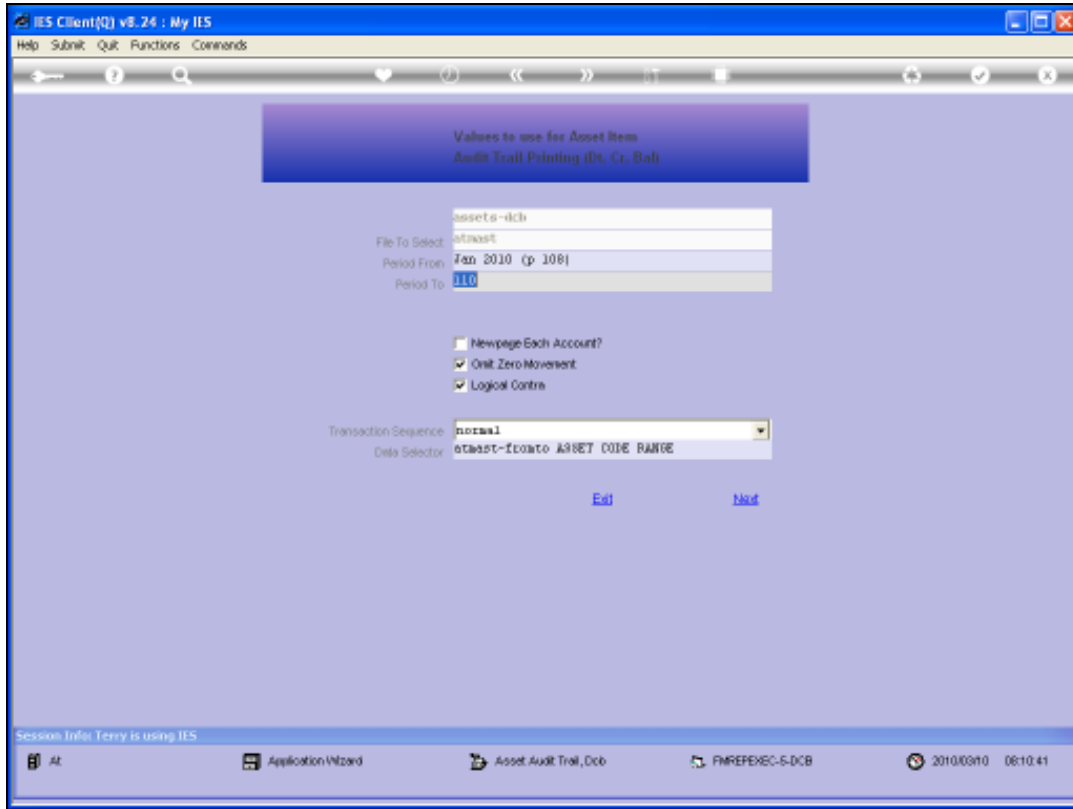 IES Client(Q) v8.24 : My IES
Help Submit Quit Functions Commands
Values to use for Asset Item
Audit Trail Printing (Dt, Cr, Bal)
assets-dcb
File To Select atmast
Period From Jan 2010 (p 108)
Period To 110
Newpage Each Account?
Omit Zero Movement
Logical Contra
Transaction Sequence normal
Data Selector atmast-fromto ASSET CODE RANGE
Exit Next
Session Info: Terry is using IES
At Application Wizard Asset Audit Trail, Dcb FMREPEXEC-5-DCB 2010/03/10 08:10:41